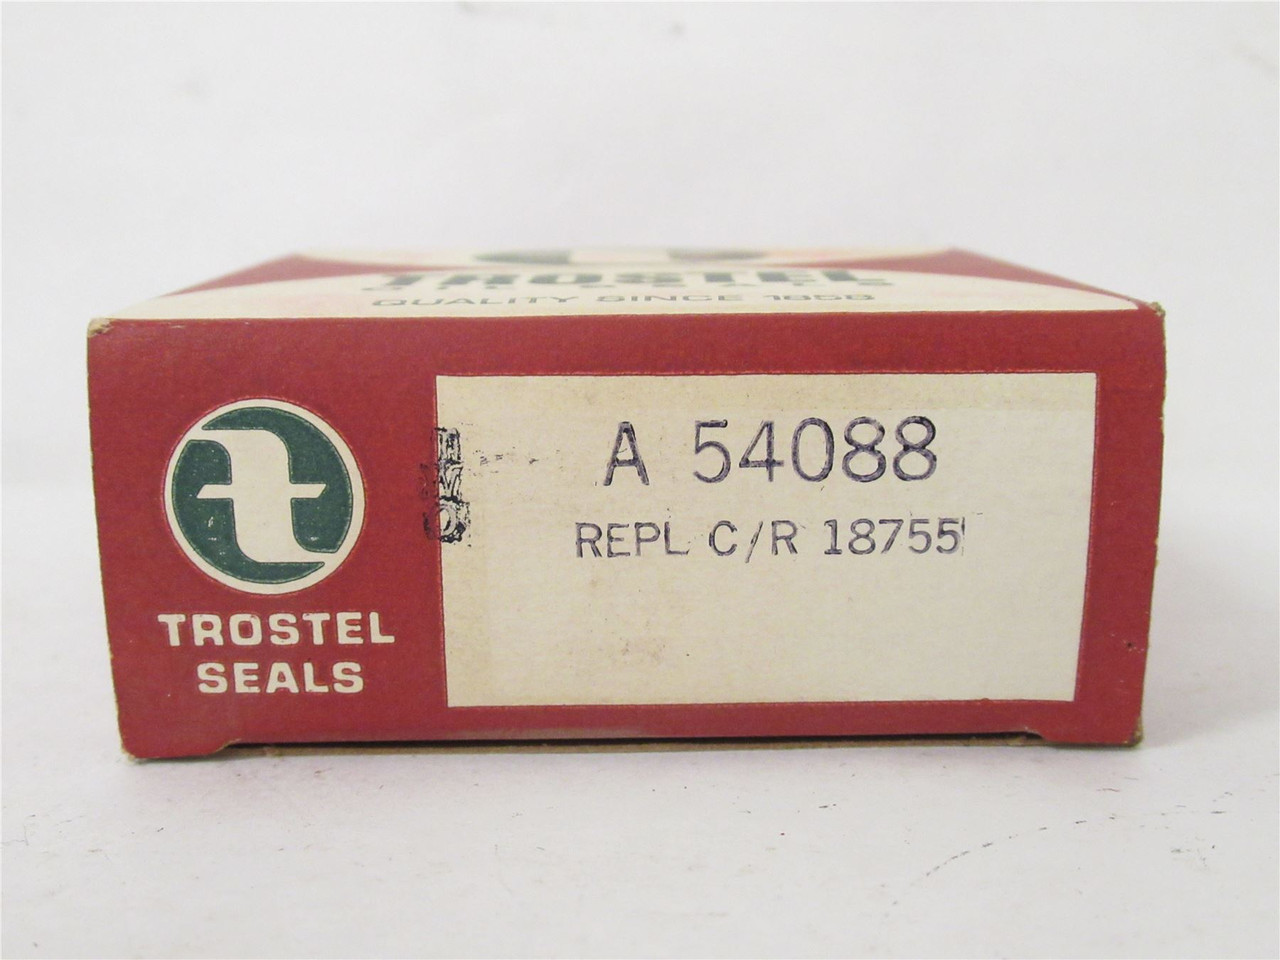 TROSTEL
QUALITY SINCE 1858
t
TROSTEL
SEALS
A 54088
REPL C/R 18755